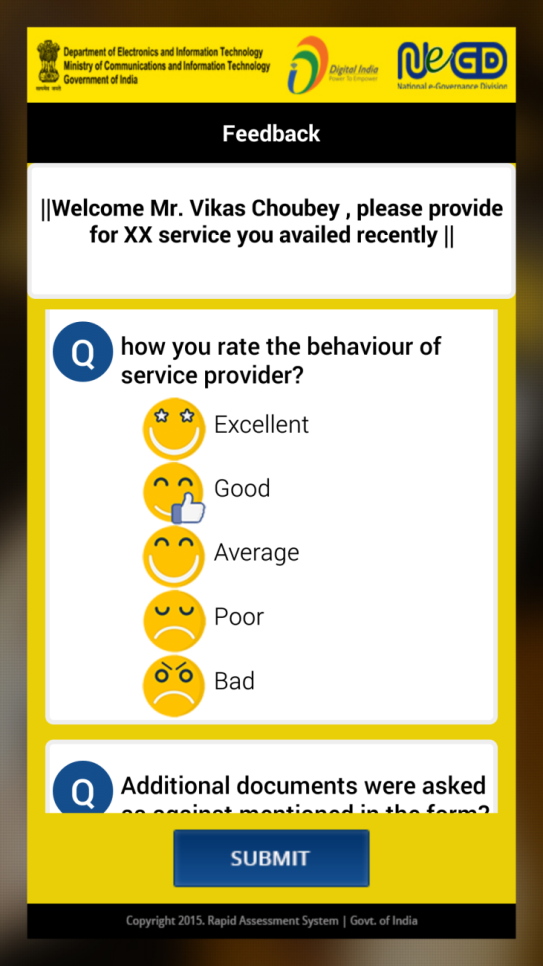 Department of Electronics and Information Technology
Ministry of Communications and Information Technology
Government of India
सत्यमेव जयते
Digital India
Power To Empower
NeGD
National e-Governance Division
Feedback
||Welcome Mr. Vikas Choubey , please provide
for XX service you availed recently ||
Q
how you rate the behaviour of
service provider?
Excellent
Good
Average
Poor
Bad
Q
Additional documents were asked
as against mentioned in the form?
SUBMIT
Copyright 2015. Rapid Assessment System | Govt. of India